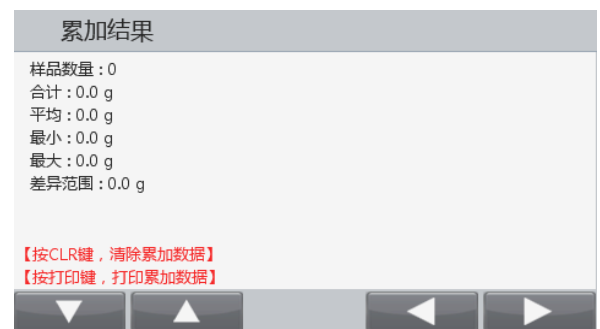 累加结果
样品数量：0
合计：0.0 g
平均：0.0 g
最小：0.0 g
最大：0.0 g
差异范围：0.0 g
【按CLR键，清除累加数据】
【按打印键，打印累加数据】